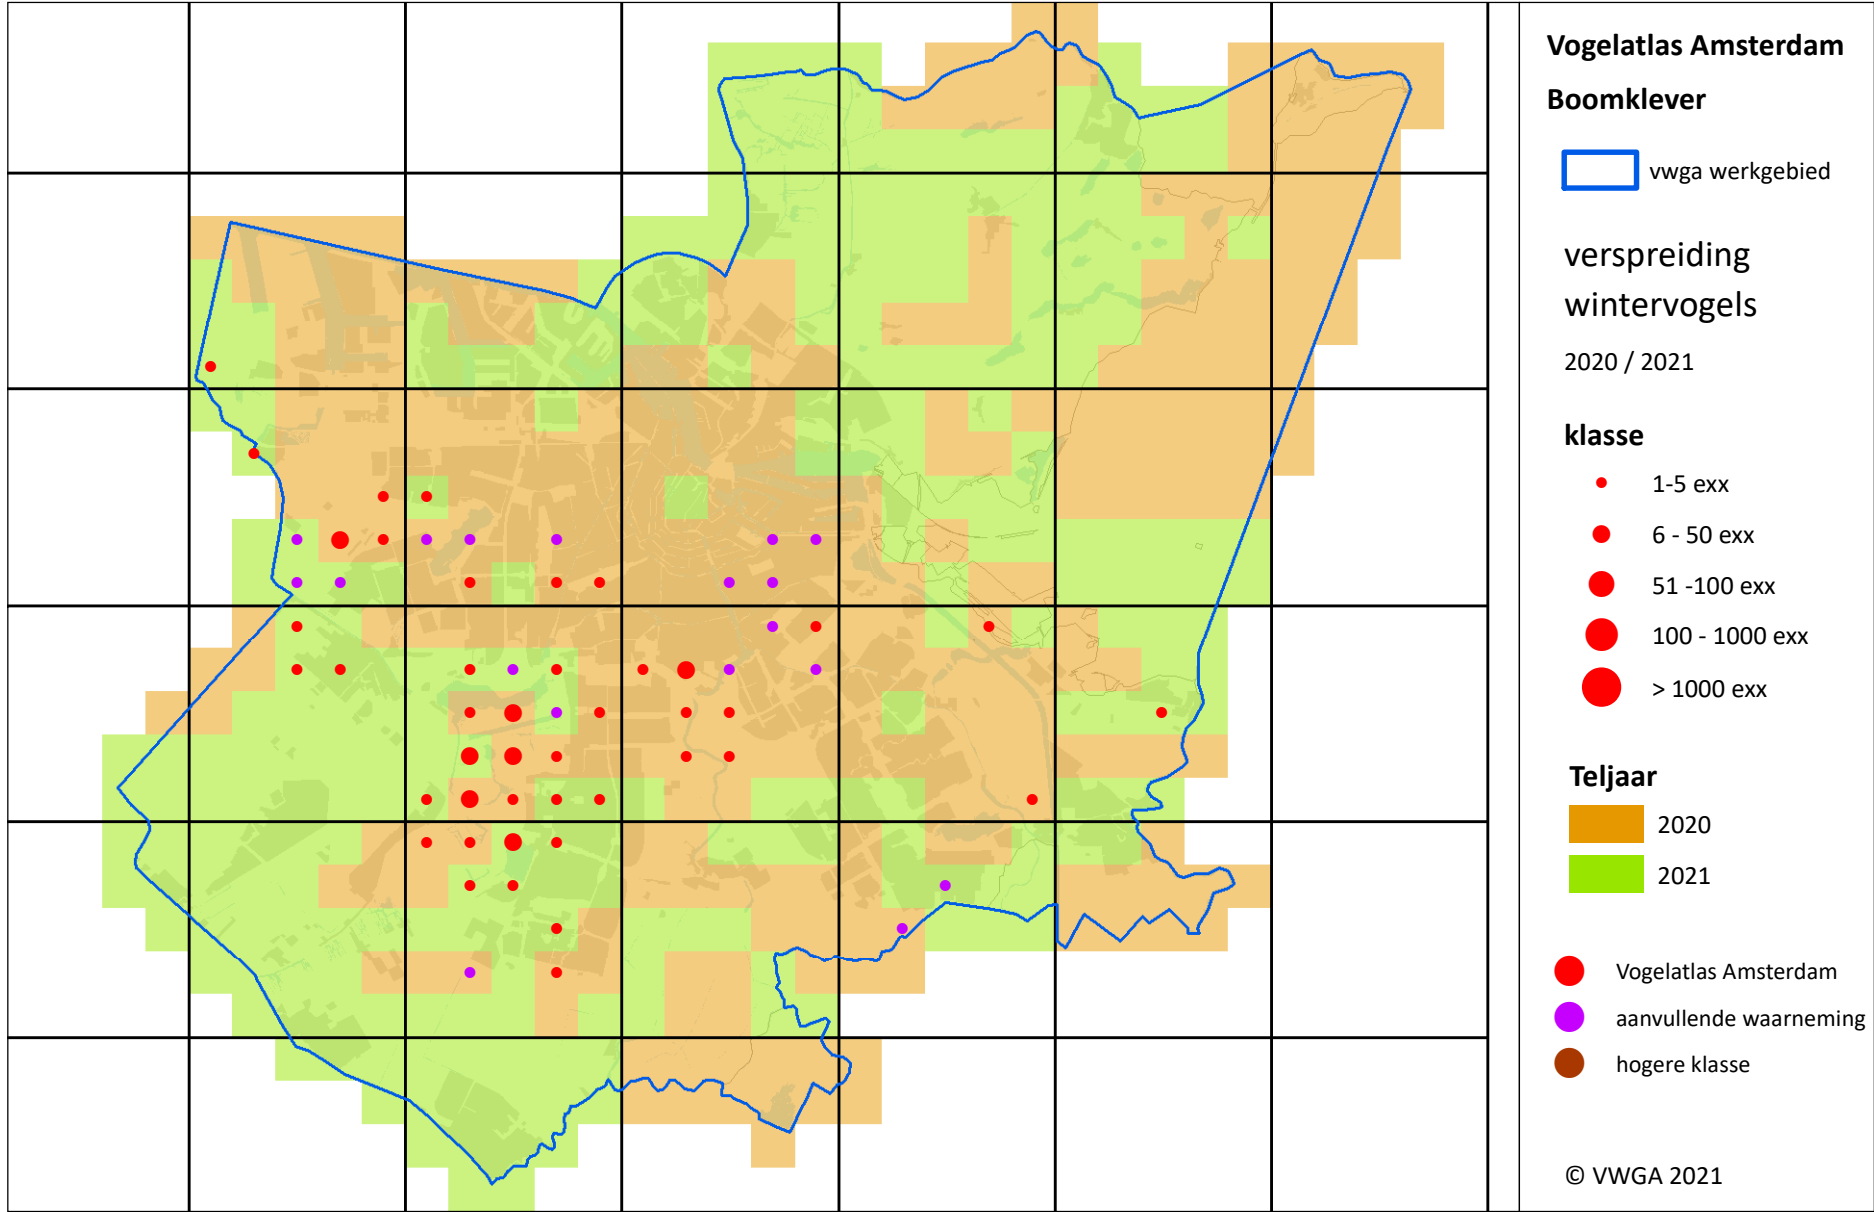 Vogelatlas Amsterdam
Boomklever
vwga werkgebied
verspreiding
wintervogels
2020 / 2021
klasse
1-5 exx
6 - 50 exx
51 -100 exx
100 - 1000 exx
> 1000 exx
Teljaar
2020
2021
Vogelatlas Amsterdam
aanvullende waarneming
hogere klasse
© VWGA 2021